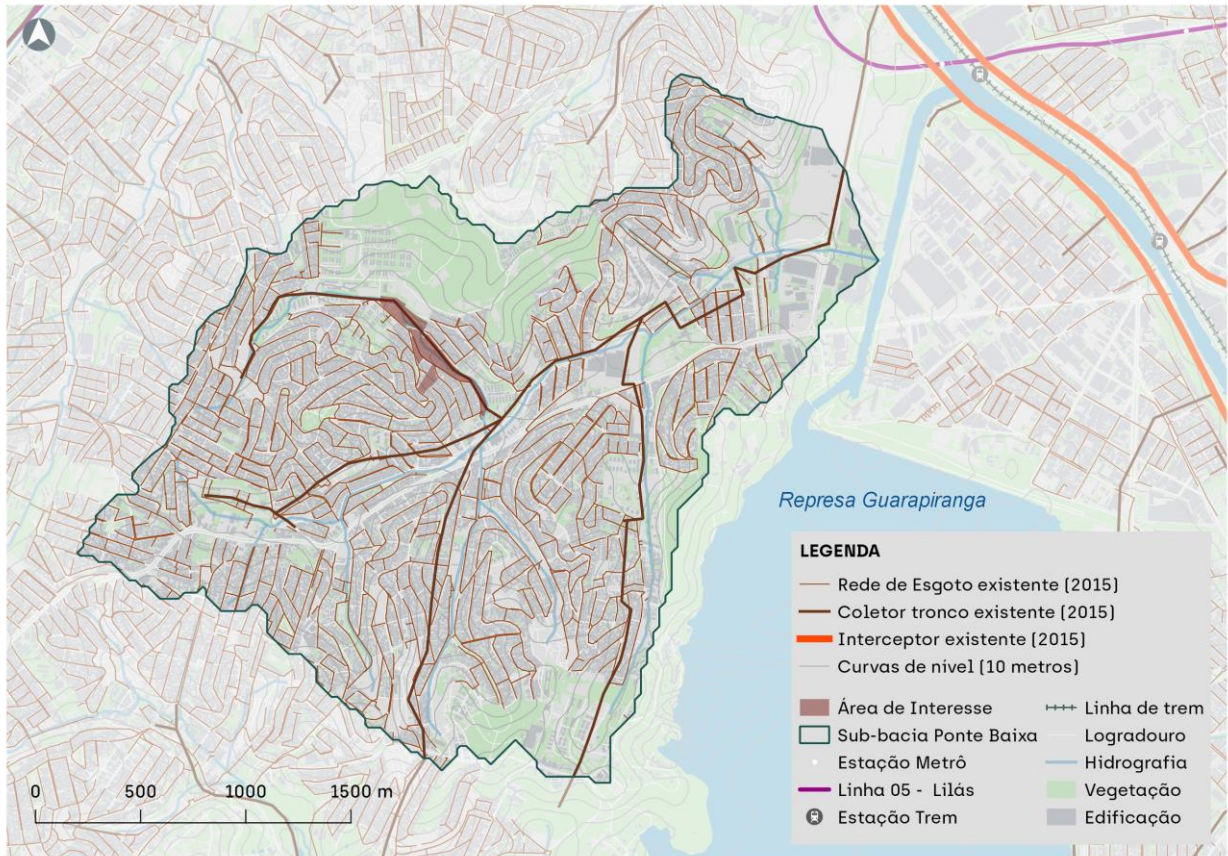 Represa Guarapiranga
LEGENDA
Rede de Esgoto existente (2015)
Coletor tronco existente (2015)
Interceptor existente (2015)
Curvas de nível (10 metros)
Área de Interesse
Linha de trem
Sub-bacia Ponte Baixa
Logradouro
Estação Metrô
Hidrografia
Linha 05 - Lilás
Vegetação
Estação Trem
Edificação
0 500 1000 1500 m